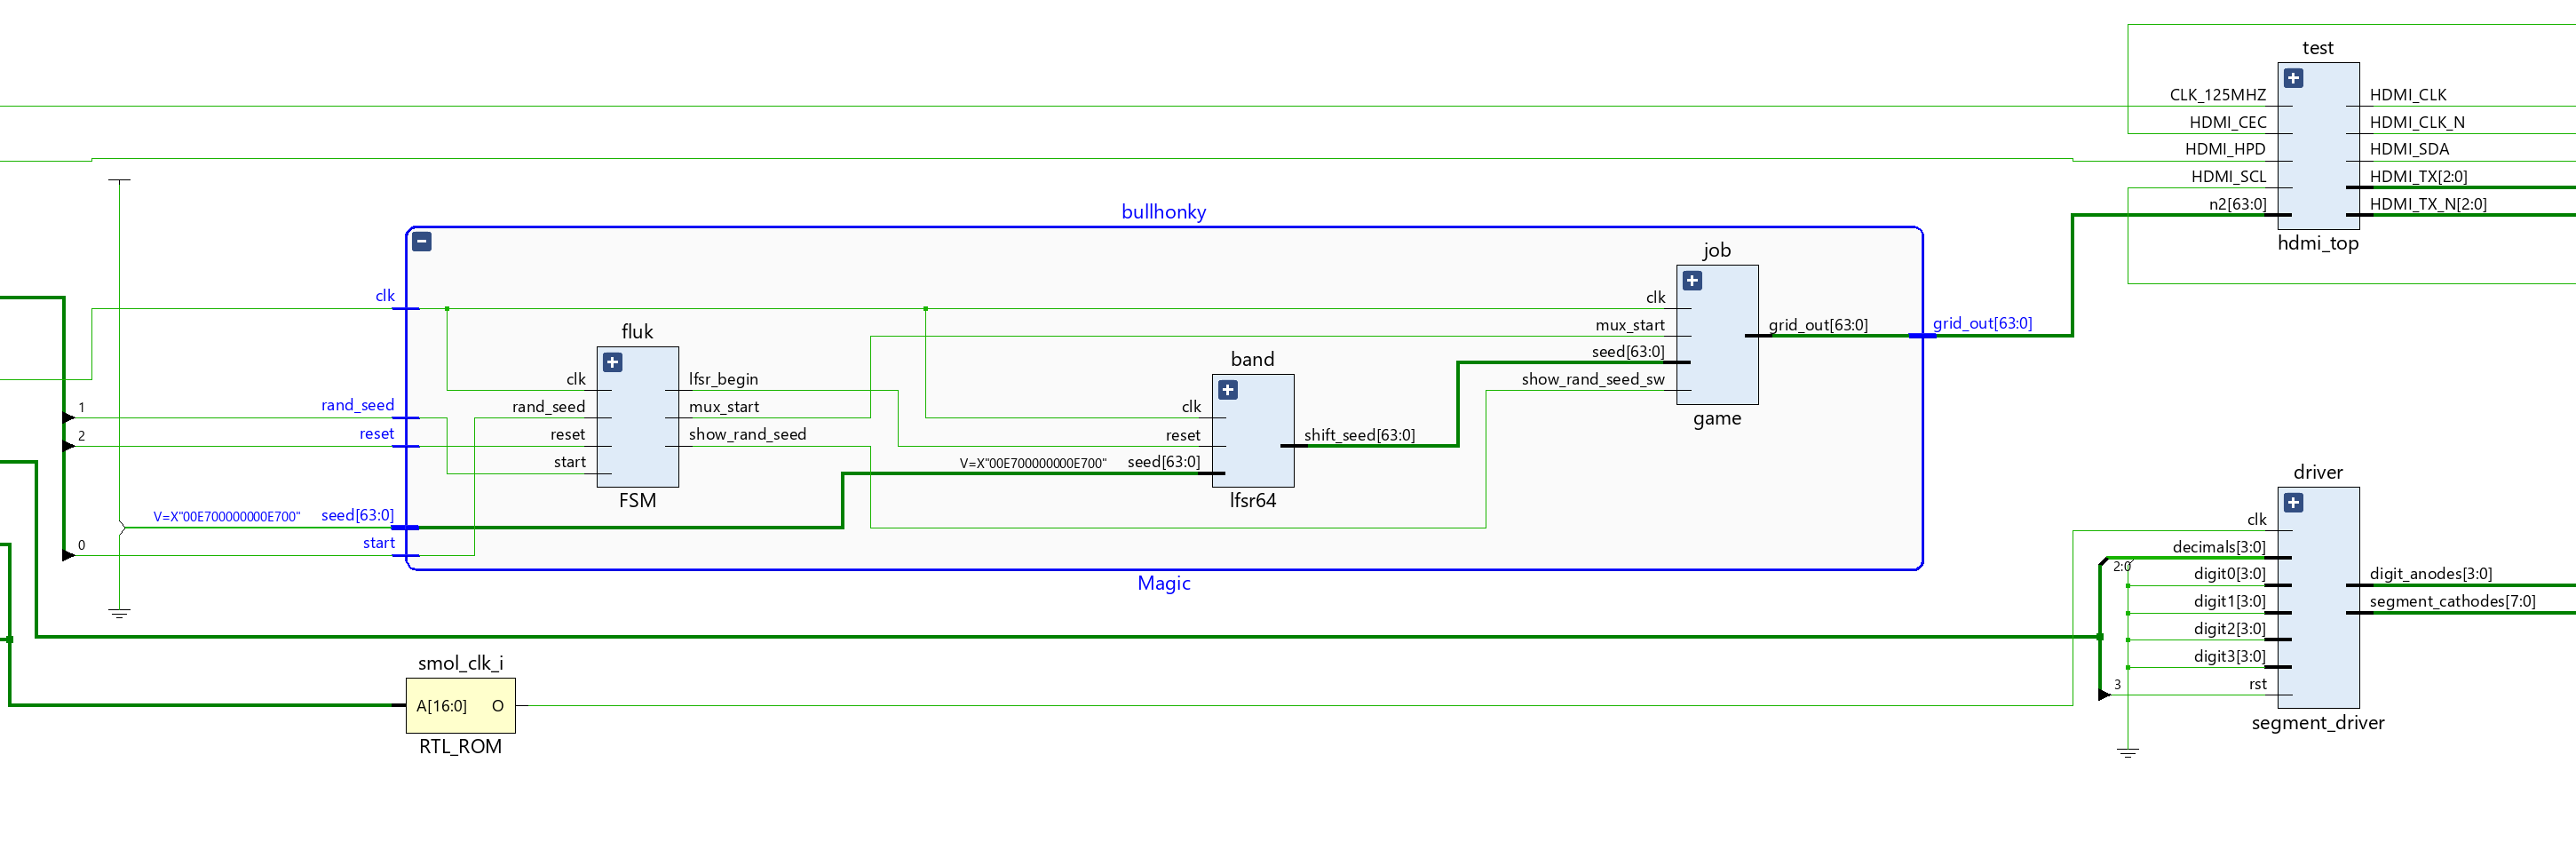 test
CLK_125MHZ
HDMI_CEC
HDMI_HPD
HDMI_SCL
n2[63:0]
HDMI_CLK
HDMI_CLK_N
HDMI_SDA
HDMI_TX[2:0]
HDMI_TX_N[2:0]
hdmi_top
bullhonky
clk
1
rand_seed
2
reset
V=X"00E700000000E700" seed[63:0]
0
start
fluk
clk
rand_seed
reset
start
lfsr_begin
mux_start
show_rand_seed
FSM
band
clk
reset
V=X"00E700000000E700" seed[63:0]
shift_seed[63:0]
lfsr64
job
clk
mux_start
seed[63:0]
show_rand_seed_sw
grid_out[63:0]
game
grid_out[63:0]
Magic
smol_clk_i
A[16:0] O
RTL_ROM
driver
clk
decimals[3:0]
2:0
digit0[3:0]
digit1[3:0]
digit2[3:0]
digit3[3:0]
3
rst
digit_anodes[3:0]
segment_cathodes[7:0]
segment_driver